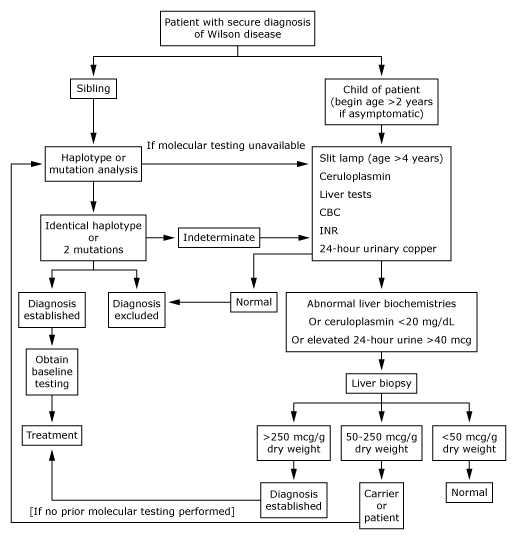 Patient with secure diagnosis
of Wilson disease
Sibling
Child of patient
(begin age >2 years
if asymptomatic)
If molecular testing unavailable
Haplotype or
mutation analysis
Slit lamp (age >4 years)
Ceruloplasmin
Liver tests
CBC
INR
24-hour urinary copper
Identical haplotype
or
2 mutations
Indeterminate
Diagnosis
established
Diagnosis
excluded
Normal
Abnormal liver biochemistries
Or ceruloplasmin <20 mg/dL
Or elevated 24-hour urine >40 mcg
Obtain
baseline
testing
Liver biopsy
Treatment
>250 mcg/g
dry weight
50-250 mcg/g
dry weight
<50 mcg/g
dry weight
Diagnosis
established
Carrier
or
patient
Normal
[If no prior molecular testing performed]